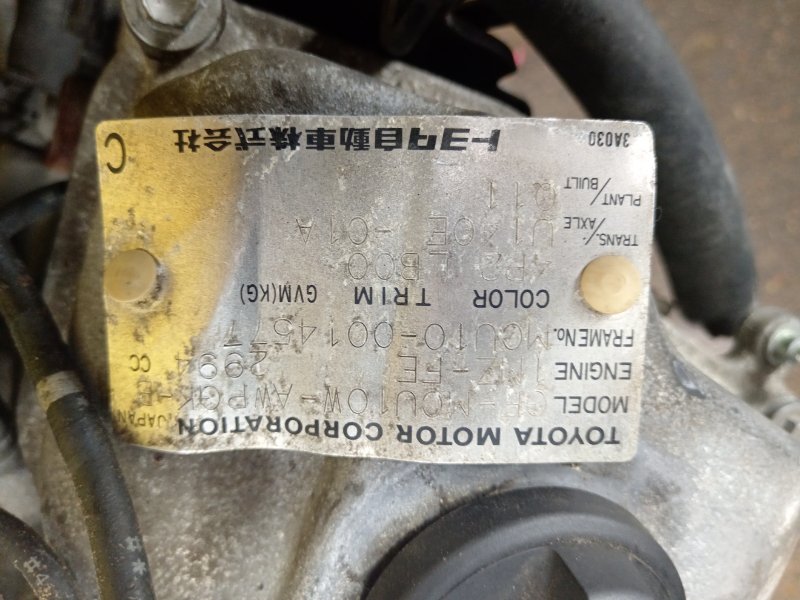 TOYOTA MOTOR CORPORATION JAPAN
MODEL CF-MCU10W-AWPGK-B
ENGINE 1MZ-FE 2994 CC
FRAME No. MCU10-0014577
COLOR TRIM GVM(KG)
4P2 LB00
TRANS./AXLE U140E -01A
PLANT/BUILT Q11
トヨタ自動車株式会社 C
3A030